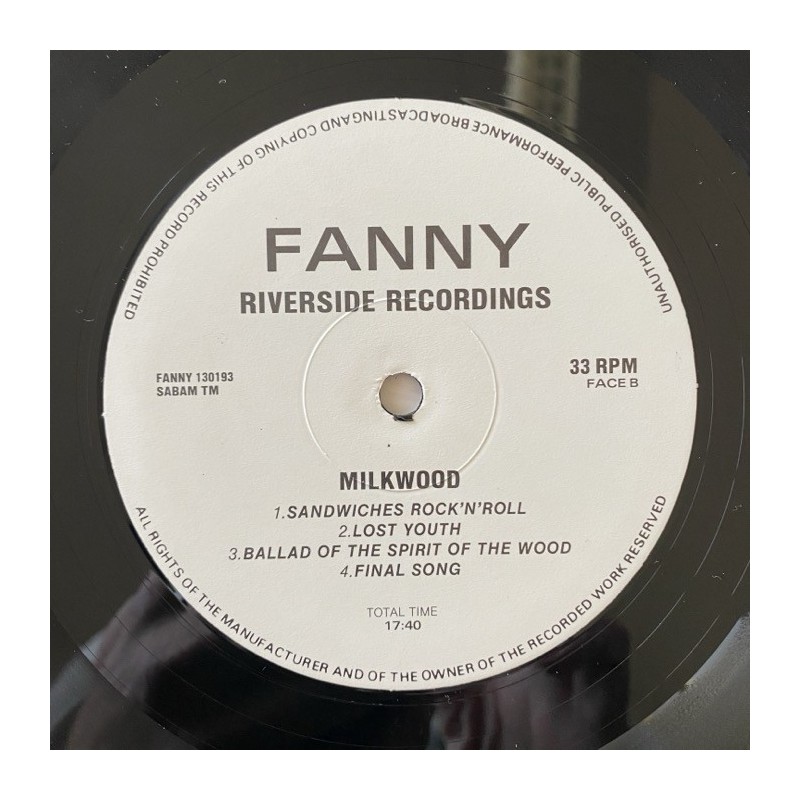 UNAUTHORISED PUBLIC PERFORMANCE BROADCASTING AND COPYING OF THIS RECORD PROHIBITED
FANNY
RIVERSIDE RECORDINGS
FANNY 130193
SABAM TM
33 RPM
FACE B
MILKWOOD
1.SANDWICHES ROCK'N'ROLL
2.LOST YOUTH
3.BALLAD OF THE SPIRIT OF THE WOOD
4.FINAL SONG
TOTAL TIME
17:40
ALL RIGHTS OF THE MANUFACTURER AND OF THE OWNER OF THE RECORDED WORK RESERVED